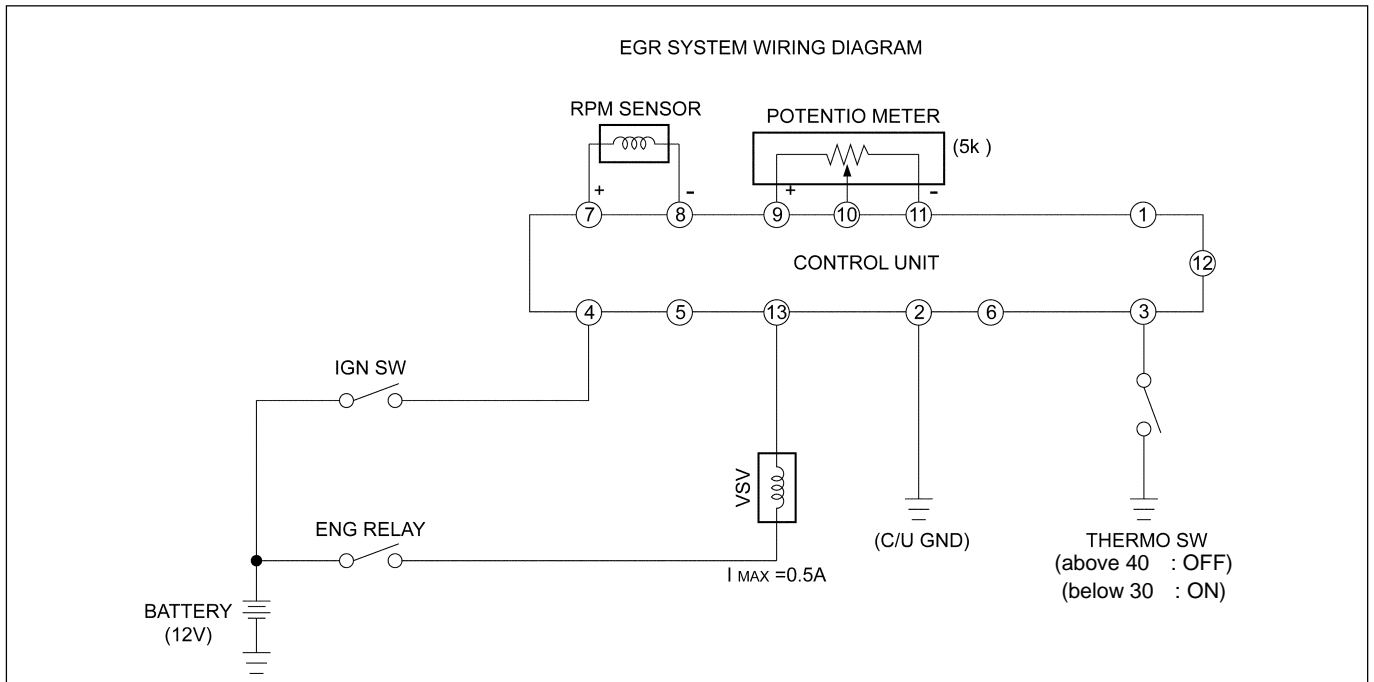 EGR SYSTEM WIRING DIAGRAM
RPM SENSOR
POTENTIO METER
(5k )
+
-
+
-
7
8
9
10
11
1
CONTROL UNIT
12
4
5
13
2
6
3
IGN SW
VSV
ENG RELAY
(C/U GND)
THERMO SW
(above 40 : OFF)
(below 30 : ON)
I MAX =0.5A
BATTERY
(12V)